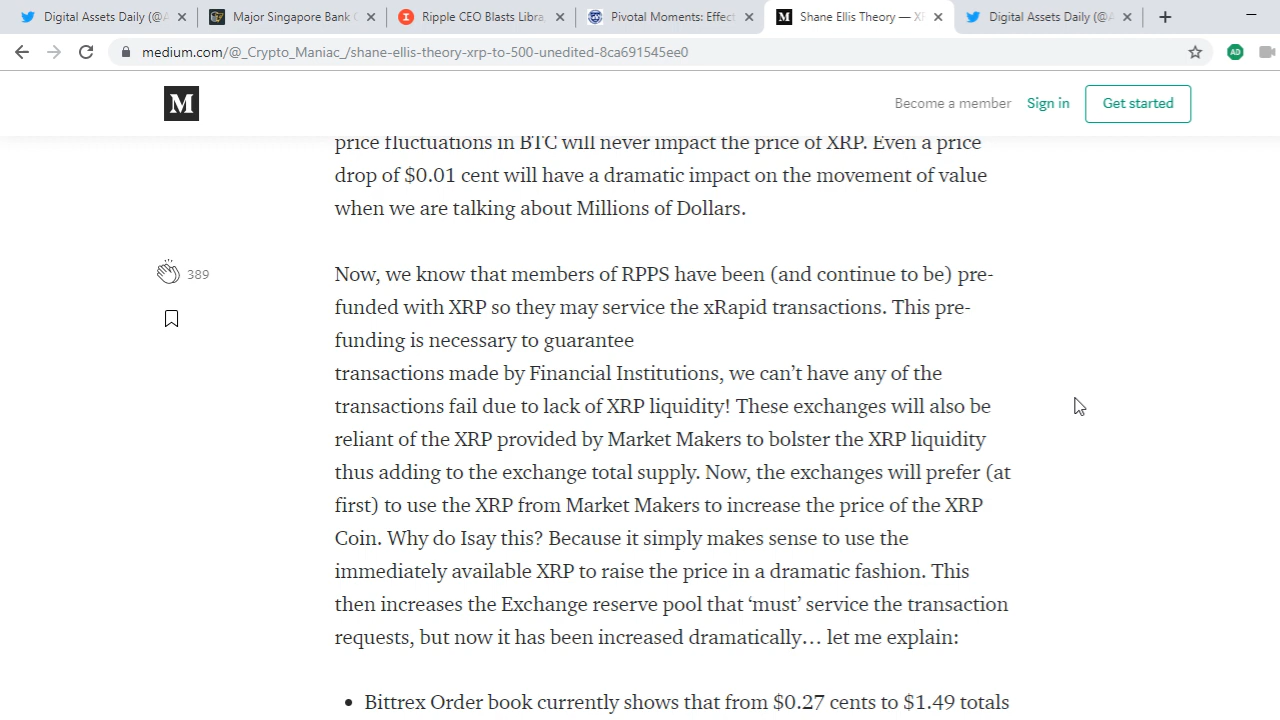 Digital Assets Daily (@A
Major Singapore Bank
Ripple CEO Blasts Libra
Pivotal Moments: Effect
Shane Ellis Theory — XR
Digital Assets Daily (@A
medium.com/@_Crypto_Maniac_/shane-ellis-theory-xrp-to-500-unedited-8ca691545ee0
AD
M
Become a member
Sign in
Get started
price fluctuations in BTC will never impact the price of XRP. Even a price
drop of $0.01 cent will have a dramatic impact on the movement of value
when we are talking about Millions of Dollars.
389
Now, we know that members of RPPS have been (and continue to be) pre-
funded with XRP so they may service the xRapid transactions. This pre-
funding is necessary to guarantee
transactions made by Financial Institutions, we can’t have any of the
transactions fail due to lack of XRP liquidity! These exchanges will also be
reliant of the XRP provided by Market Makers to bolster the XRP liquidity
thus adding to the exchange total supply. Now, the exchanges will prefer (at
first) to use the XRP from Market Makers to increase the price of the XRP
Coin. Why do Isay this? Because it simply makes sense to use the
immediately available XRP to raise the price in a dramatic fashion. This
then increases the Exchange reserve pool that ‘must’ service the transaction
requests, but now it has been increased dramatically… let me explain:
• Bittrex Order book currently shows that from $0.27 cents to $1.49 totals